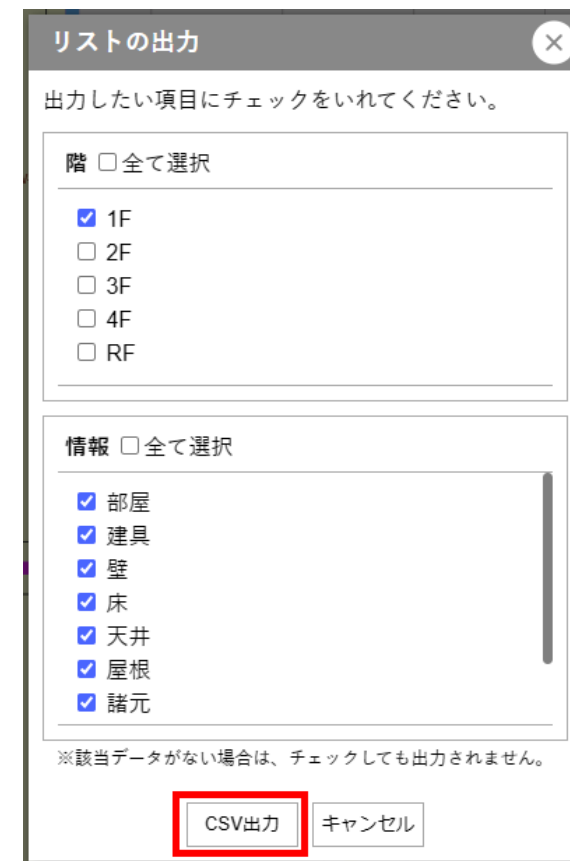 リストの出力
出力したい項目にチェックをいれてください。
階 全て選択
1F
2F
3F
4F
RF
情報 全て選択
部屋
建具
壁
床
天井
屋根
諸元
※該当データがない場合は、チェックしても出力されません。
CSV出力 キャンセル